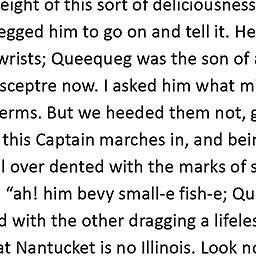 eight of this sort of deliciousness
egged him to go on and tell it. He
wrists; Queequeg was the son of a
sceptre now. I asked him what m
erms. But we heeded them not, g
this Captain marches in, and bein
l over dented with the marks of s
“ah! him bevy small-e fish-e; Qu
d with the other dragging a lifeles
at Nantucket is no Illinois. Look no